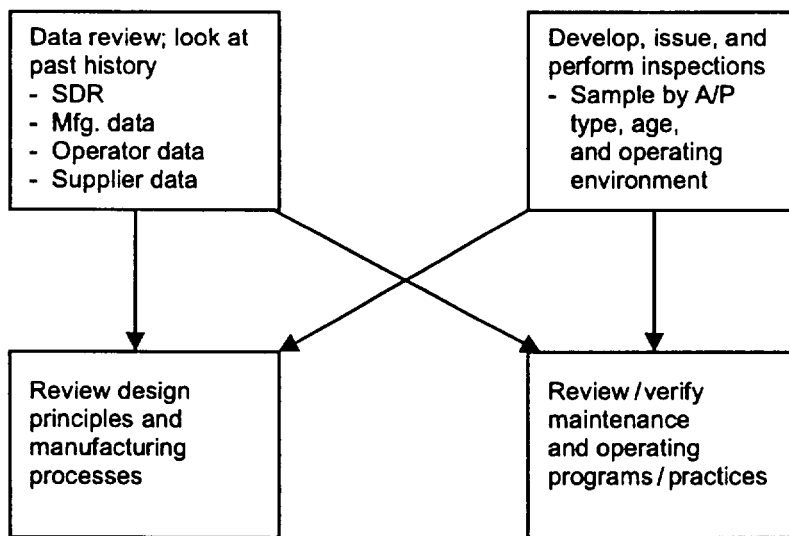 Data review; look at
past history
- SDR
- Mfg. data
- Operator data
- Supplier data
Develop, issue, and
perform inspections
- Sample by A/P
type, age,
and operating
environment
Review design
principles and
manufacturing
processes
Review / verify
maintenance
and operating
programs / practices